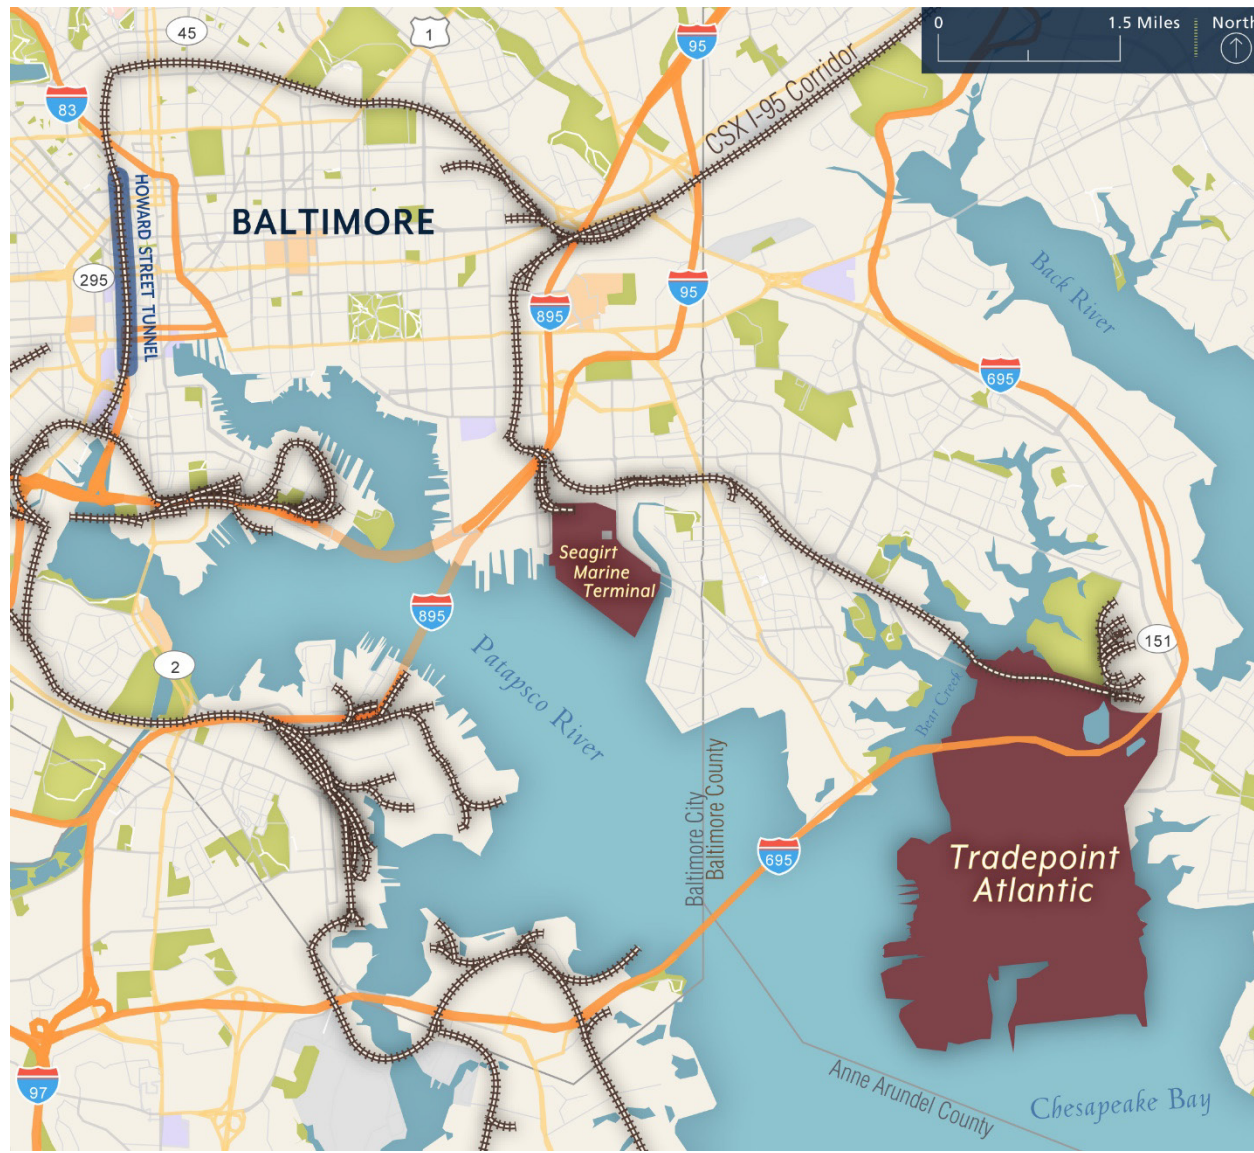 0 1.5 Miles North
45
1
95
83
CSX I-95 Corridor
HOWARD STREET TUNNEL
BALTIMORE
295
895
95
Back River
695
Seagirt
Marine
Terminal
895
2
151
Patapsco River
Bear Creek
Baltimore City
Baltimore County
695
Tradepoint
Atlantic
97
Anne Arundel County
Chesapeake Bay